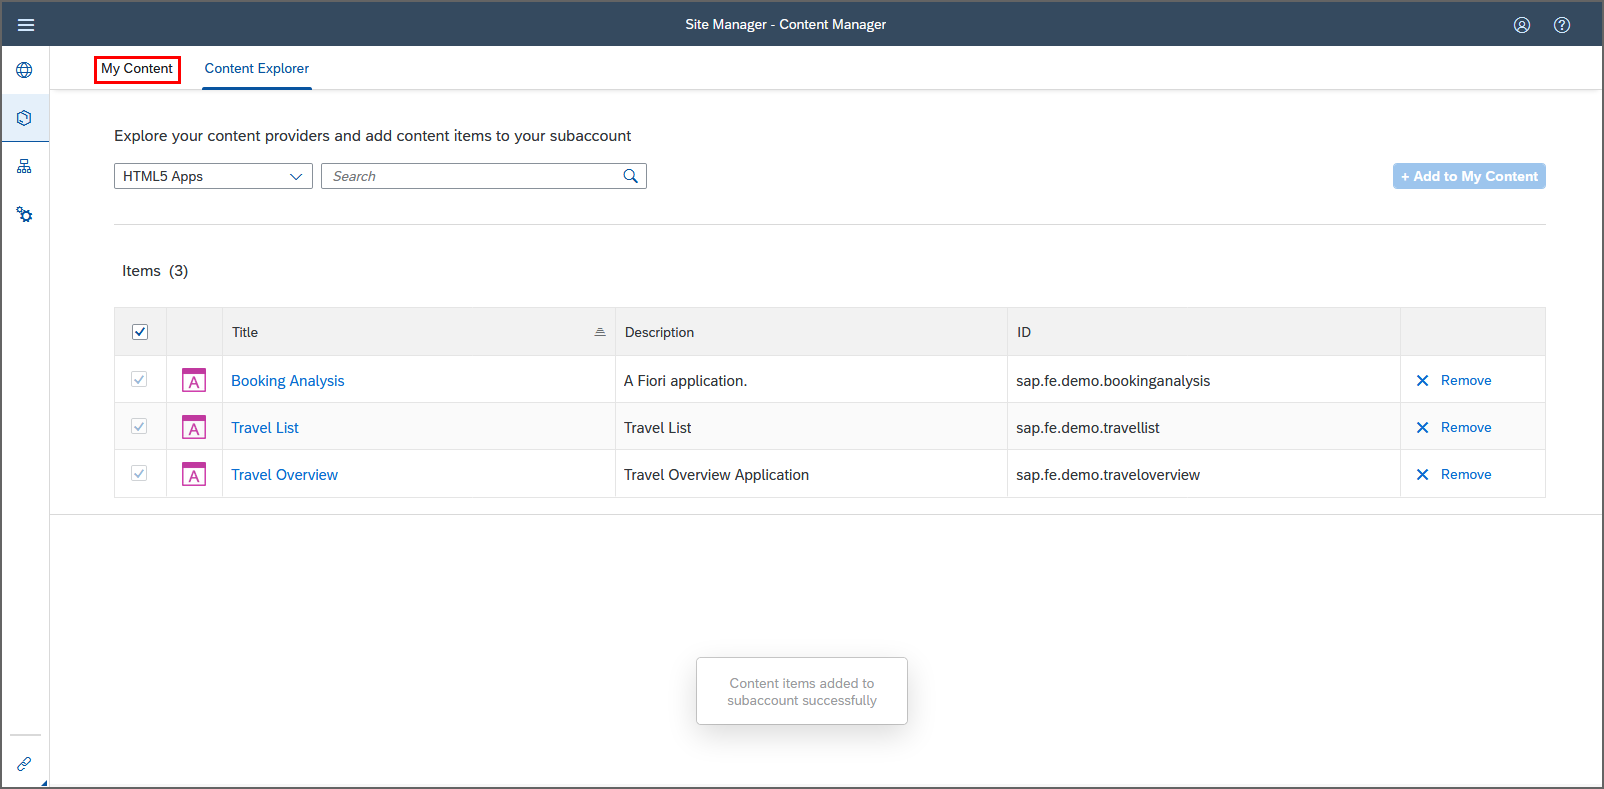 Site Manager - Content Manager
My Content
Content Explorer
Explore your content providers and add content items to your subaccount
HTML5 Apps
Search
+ Add to My Content
Items (3)
Title
Description
ID
A
Booking Analysis
A Fiori application.
sap.fe.demo.bookinganalysis
Remove
A
Travel List
Travel List
sap.fe.demo.travellist
Remove
A
Travel Overview
Travel Overview Application
sap.fe.demo.traveloverview
Remove
Content items added to
subaccount successfully